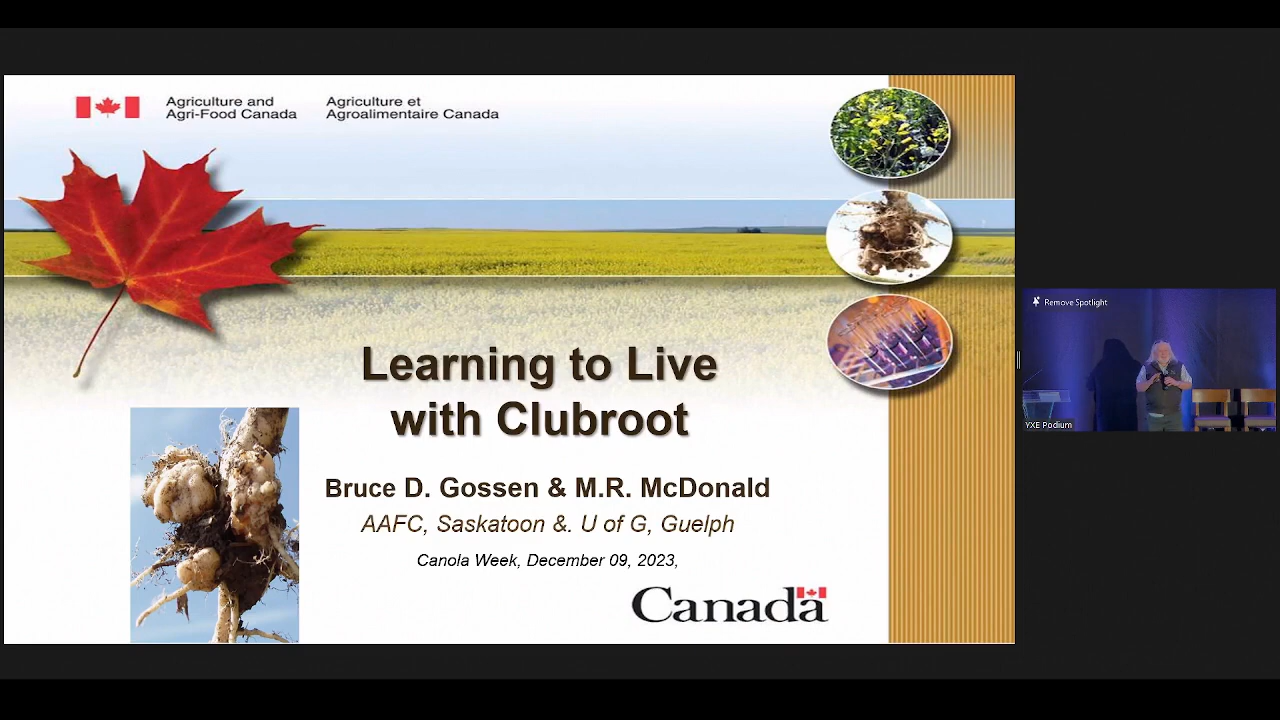 Agriculture and
Agri-Food Canada
Agriculture et
Agroalimentaire Canada
Learning to Live
with Clubroot
Bruce D. Gossen & M.R. McDonald
AAFC, Saskatoon &. U of G, Guelph
Canola Week, December 09, 2023,
Canada
Remove Spotlight
YXE Podium